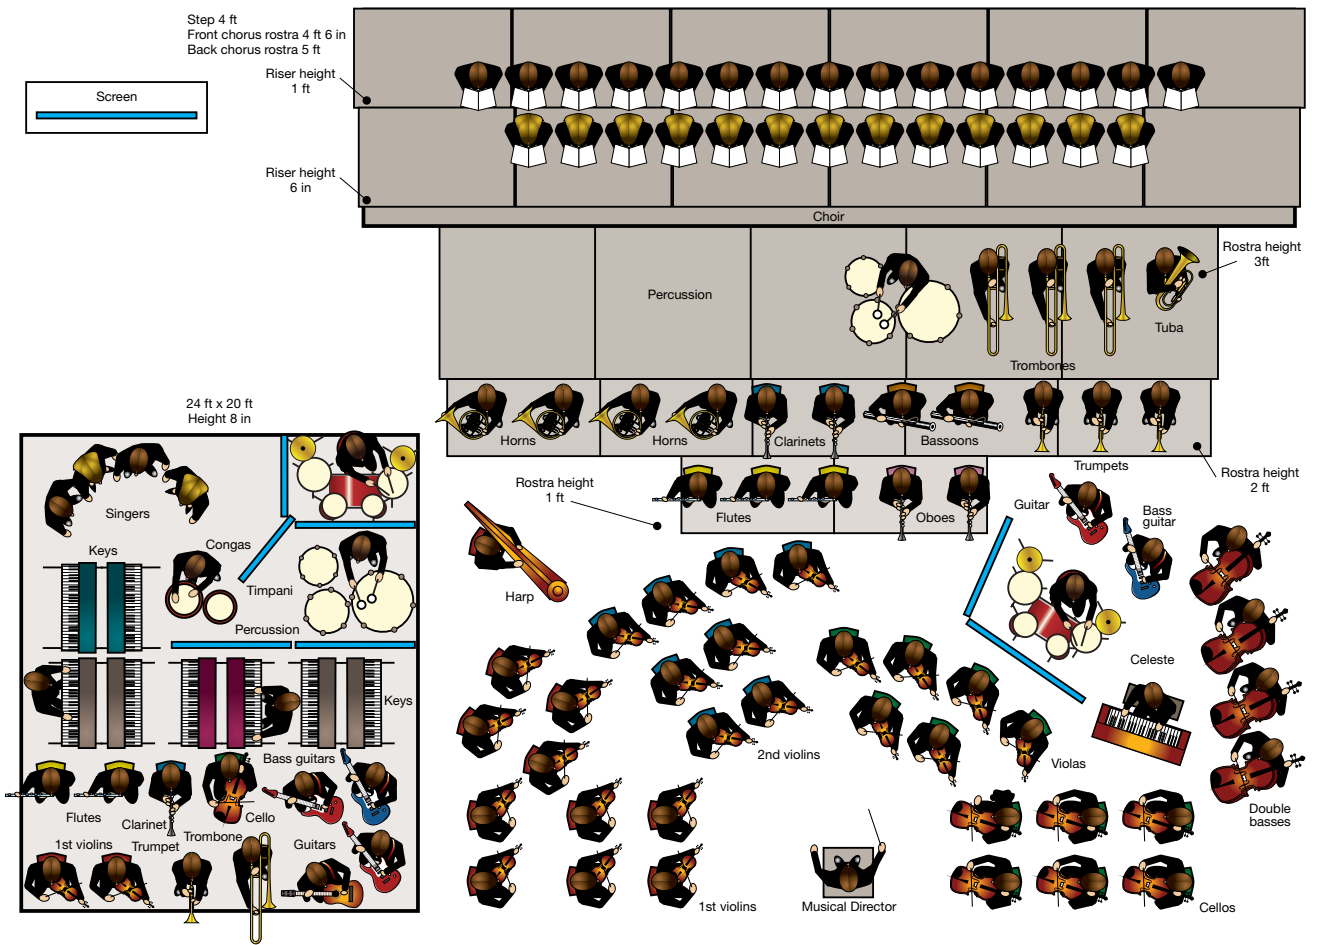 Step 4 ft
Front chorus rostra 4 ft 6 in
Back chorus rostra 5 ft
Riser height
1 ft
Screen
Riser height
6 in
Choir
Rostra height
3ft
Percussion
Tuba
Trombones
24 ft x 20 ft
Height 8 in
Horns
Horns
Clarinets
Bassoons
Trumpets
Rostra height
2 ft
Rostra height
1 ft
Flutes
Oboes
Guitar
Bass
guitar
Singers
Keys
Congas
Timpani
Harp
Percussion
Celeste
Keys
2nd violins
Violas
Bass guitars
Double
basses
Flutes
Clarinet
Cello
Trombone
1st violins
Trumpet
Guitars
1st violins
Musical Director
Cellos